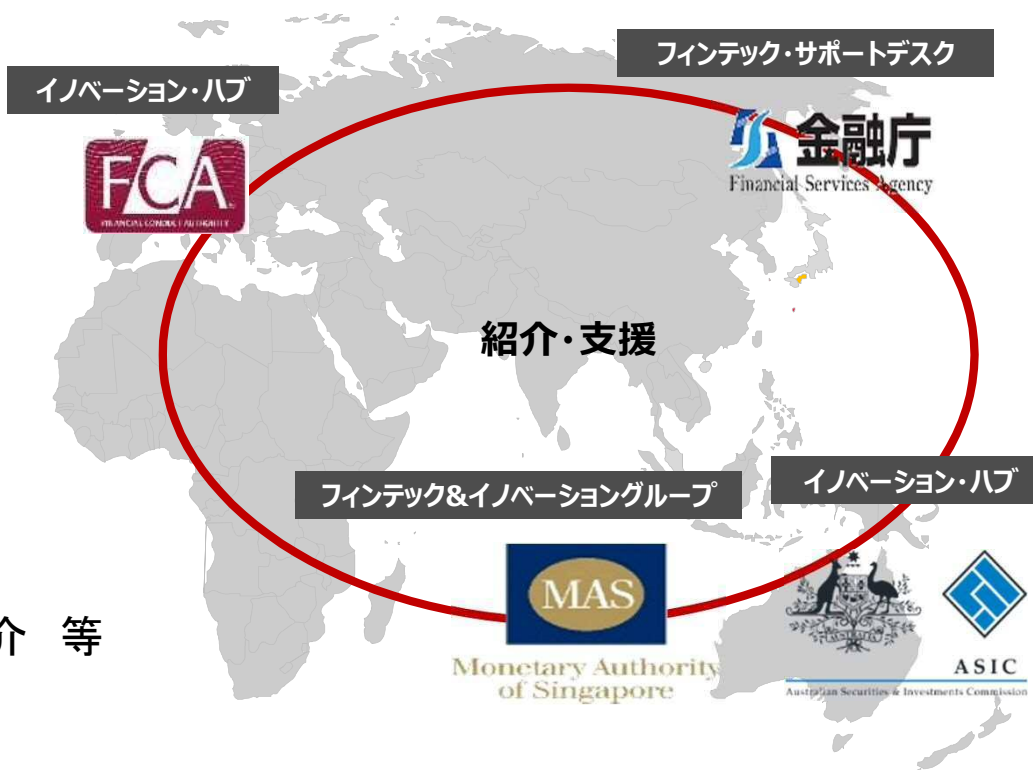 フィンテック・サポートデスク
イノベーション・ハブ
FCA
FINANCIAL CONDUCT AUTHORITY
金融庁
Financial Services Agency
紹介・支援
フィンテック&イノベーショングループ
イノベーション・ハブ
MAS
Monetary Authority
of Singapore
ASIC
Australian Securities & Investments Commission
介 等